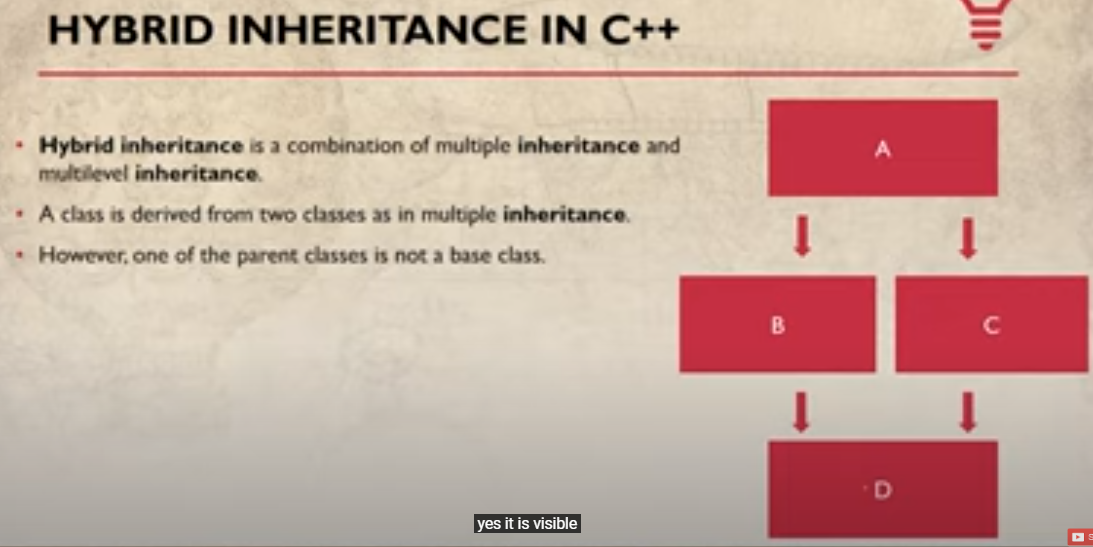 HYBRID INHERITANCE IN C++
• Hybrid inheritance is a combination of multiple inheritance and
multilevel inheritance.
• A class is derived from two classes as in multiple inheritance.
• However, one of the parent classes is not a base class.
A
B
C
D
yes it is visible
S